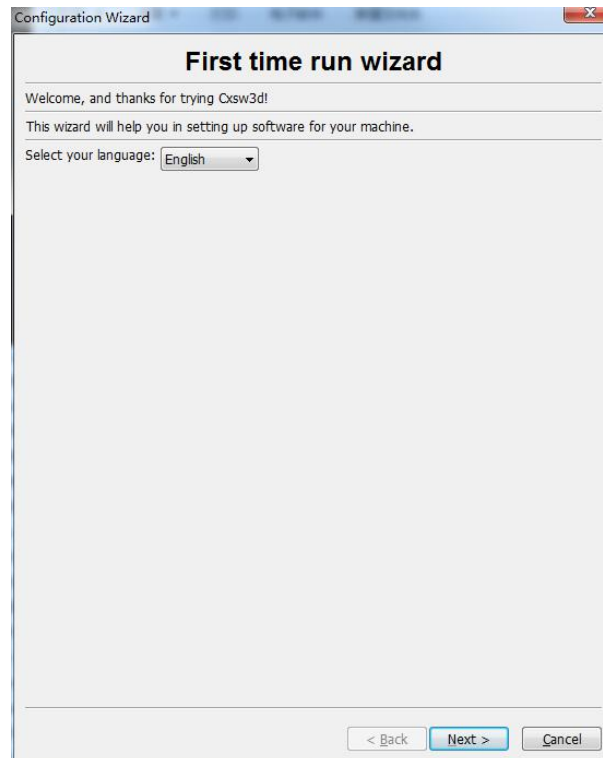 Configuration Wizard
First time run wizard
Welcome, and thanks for trying Cxsw3d!
This wizard will help you in setting up software for your machine.
Select your language: English
< Back Next > Cancel